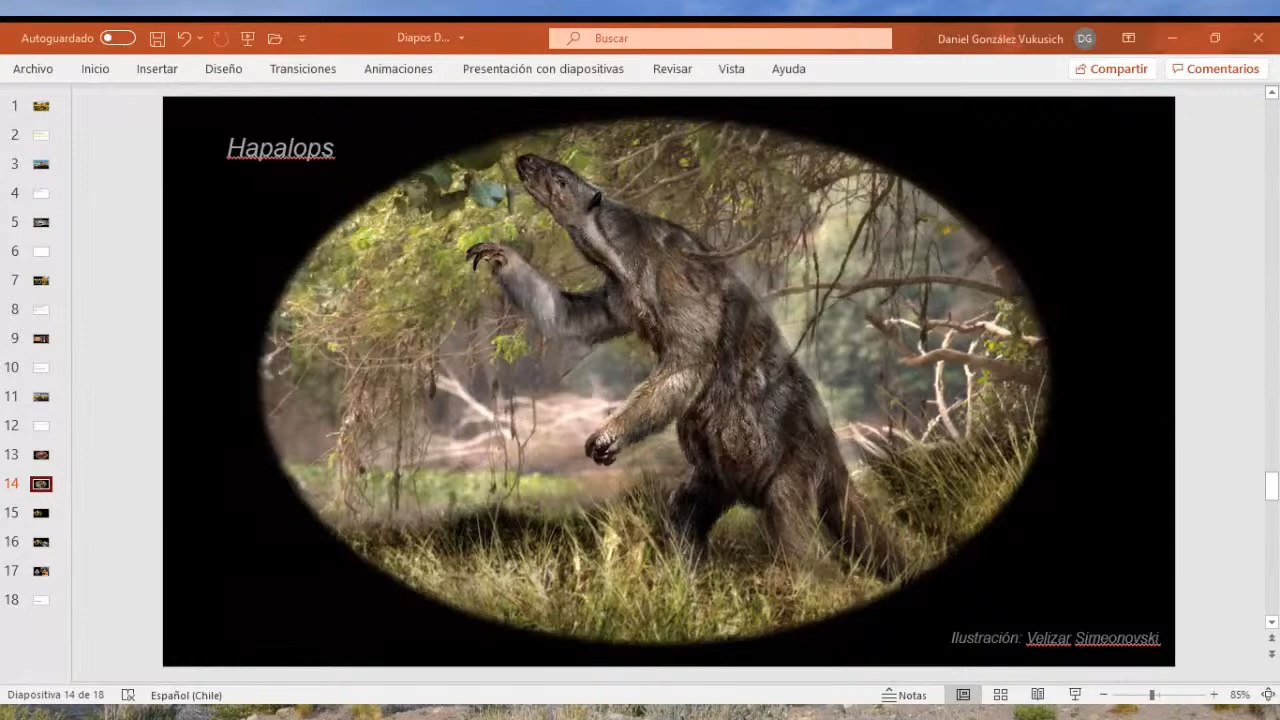 Autoguardado
Diapos D...
Buscar
Daniel González Vukusich
DG
Archivo
Inicio
Insertar
Diseño
Transiciones
Animaciones
Presentación con diapositivas
Revisar
Vista
Ayuda
Compartir
Comentarios
1
2
3
4
5
6
7
8
9
10
11
12
13
14
15
16
17
18
Hapalops
Ilustración: Velizar Simeonovski.
Diapositiva 14 de 18
Español (Chile)
Notas
85%